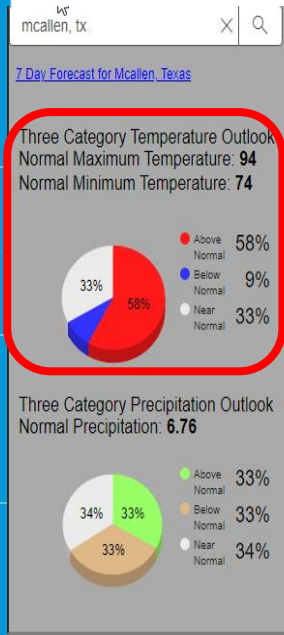 mcallen, tx
7 Day Forecast for Mcallen, Texas
Three Category Temperature Outlook
Normal Maximum Temperature: 94
Normal Minimum Temperature: 74
Above Normal 58%
Below Normal 9%
Near Normal 33%
33%
58%
Three Category Precipitation Outlook
Normal Precipitation: 6.76
Above Normal 33%
Below Normal 33%
Near Normal 34%
34%
33%
33%